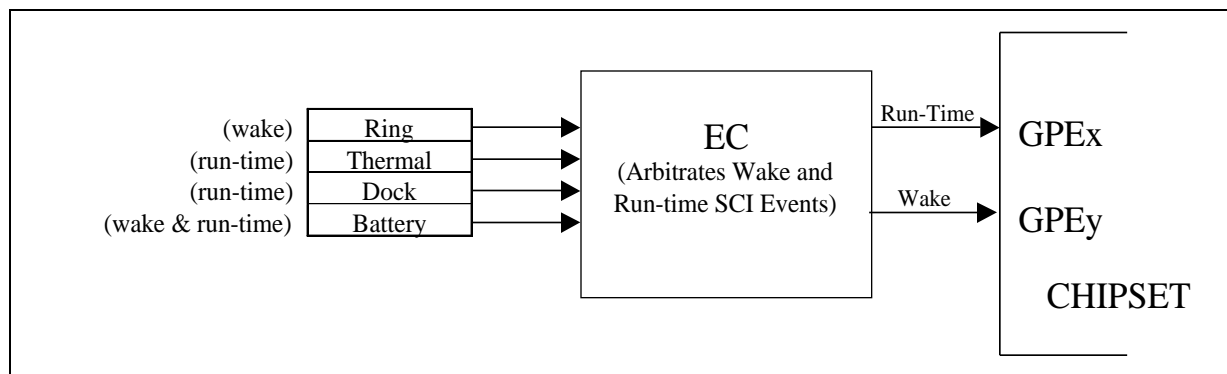 (wake) Ring
(run-time) Thermal
(run-time) Dock
(wake & run-time) Battery
EC
(Arbitrates Wake and
Run-time SCI Events)
Run-Time
Wake
GPEx
GPEy
CHIPSET